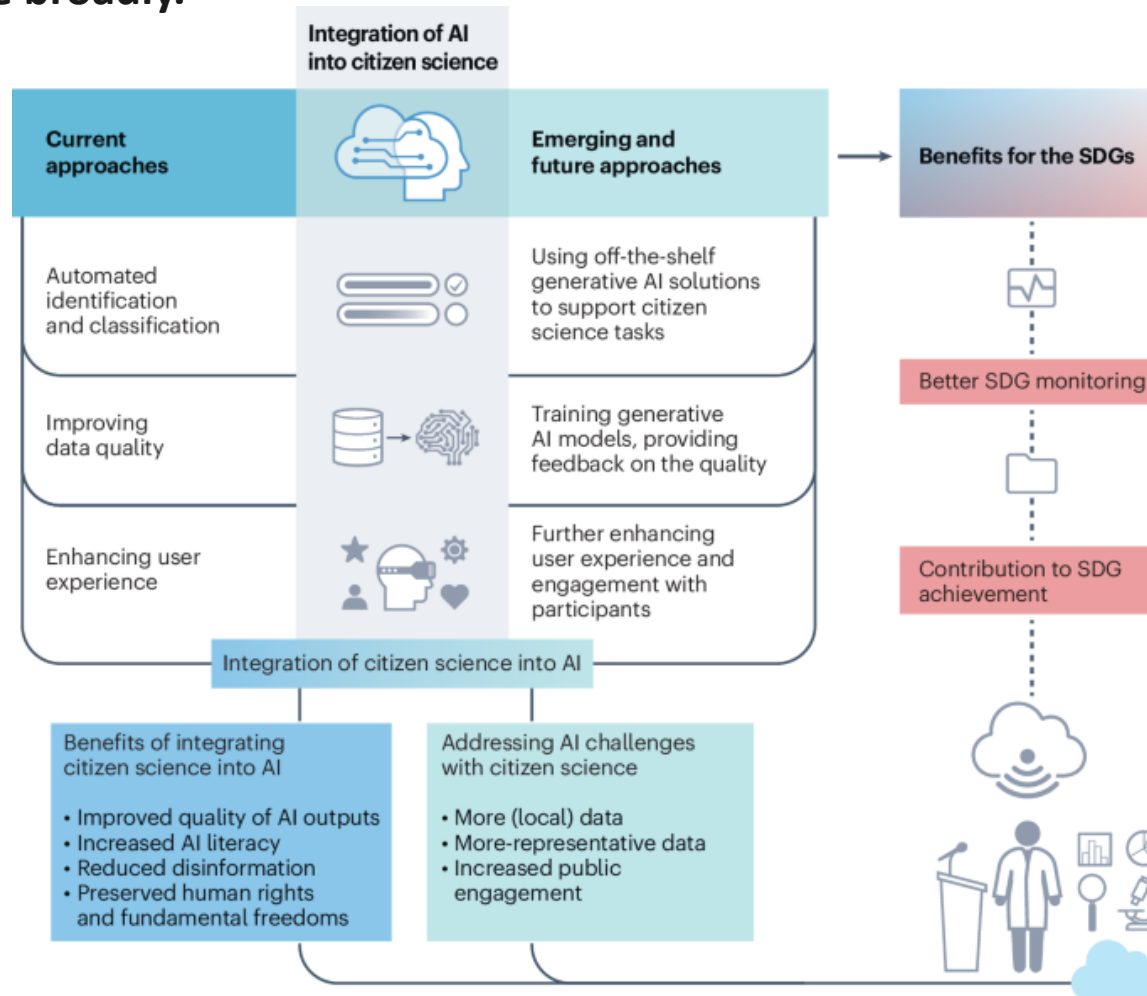 broadly.
Integration of AI
into citizen science
Current
approaches
Emerging and
future approaches
Benefits for the SDGs
Automated
identification
and classification
Using off-the-shelf
generative AI solutions
to support citizen
science tasks
Improving
data quality
Training generative
AI models, providing
feedback on the quality
Enhancing user
experience
Further enhancing
user experience and
engagement with
participants
Better SDG monitoring
Contribution to SDG
achievement
Integration of citizen science into AI
Benefits of integrating
citizen science into AI
• Improved quality of AI outputs
• Increased AI literacy
• Reduced disinformation
• Preserved human rights
and fundamental freedoms
Addressing AI challenges
with citizen science
• More (local) data
• More-representative data
• Increased public
engagement